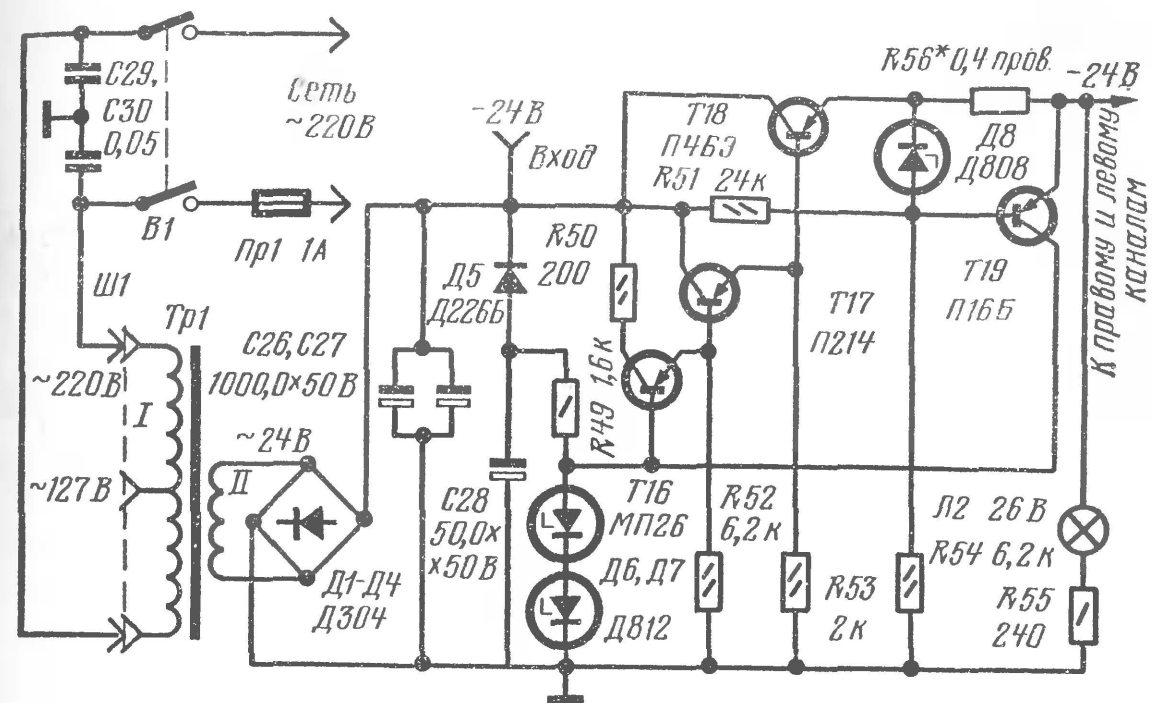 С29,
С30
0,05
Сеть
~220В
В1
Пр1 1А
-24В
Вход
Т18
П4БЭ
R56*0,4 пров.
-24В
Д8
Д808
R51 24к
R50
200
Д5
Д226Б
Т19
П16Б
Т17
П214
К правому и левому
каналам
Ш1
Тр1
~220В
I
~127В
С26, С27
1000,0×50В
~24В
II
Д1-Д4
Д304
С28
50,0×
×50В
R49 1,6к
Т16
МП26
Д6, Д7
Д812
R52
6,2к
R53
2к
Л2 26В
R54 6,2к
R55
240